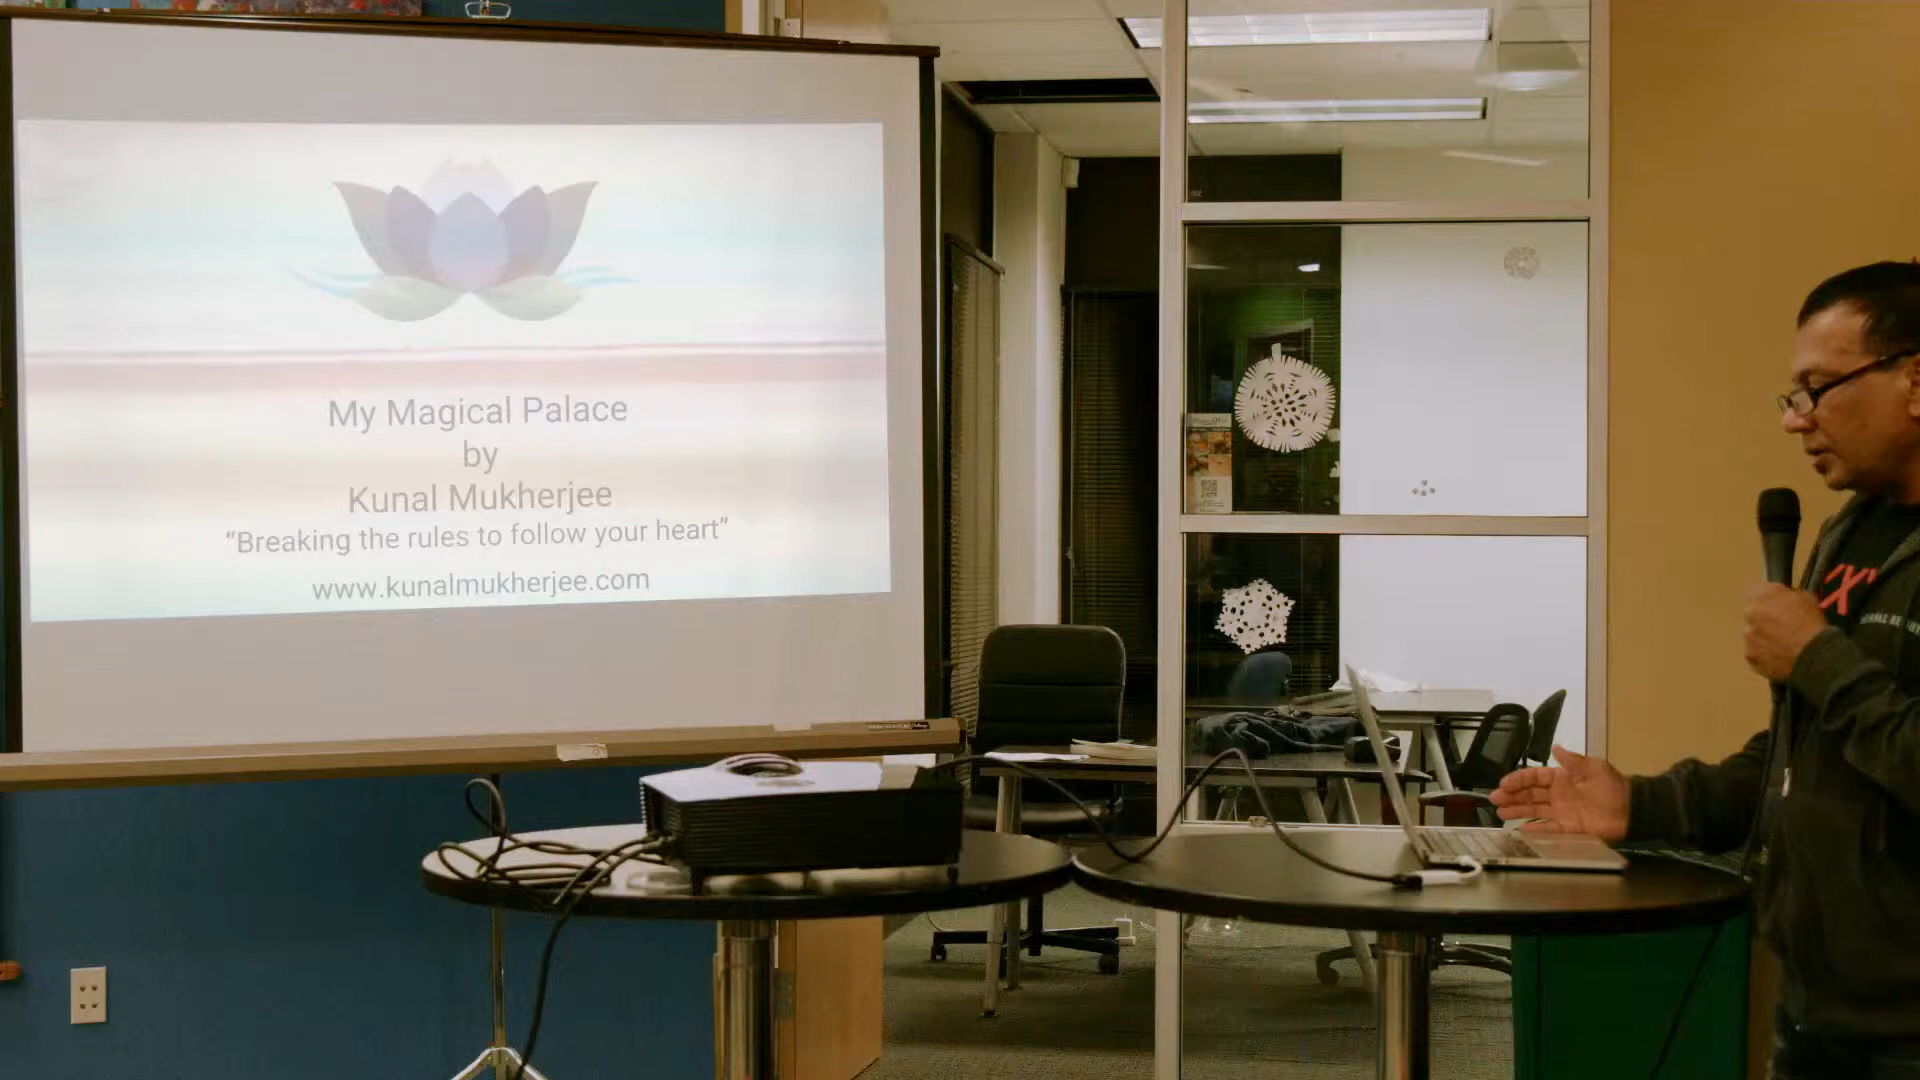 My Magical Palace
by
Kunal Mukherjee
“Breaking the rules to follow your heart”
www.kunalmukherjee.com